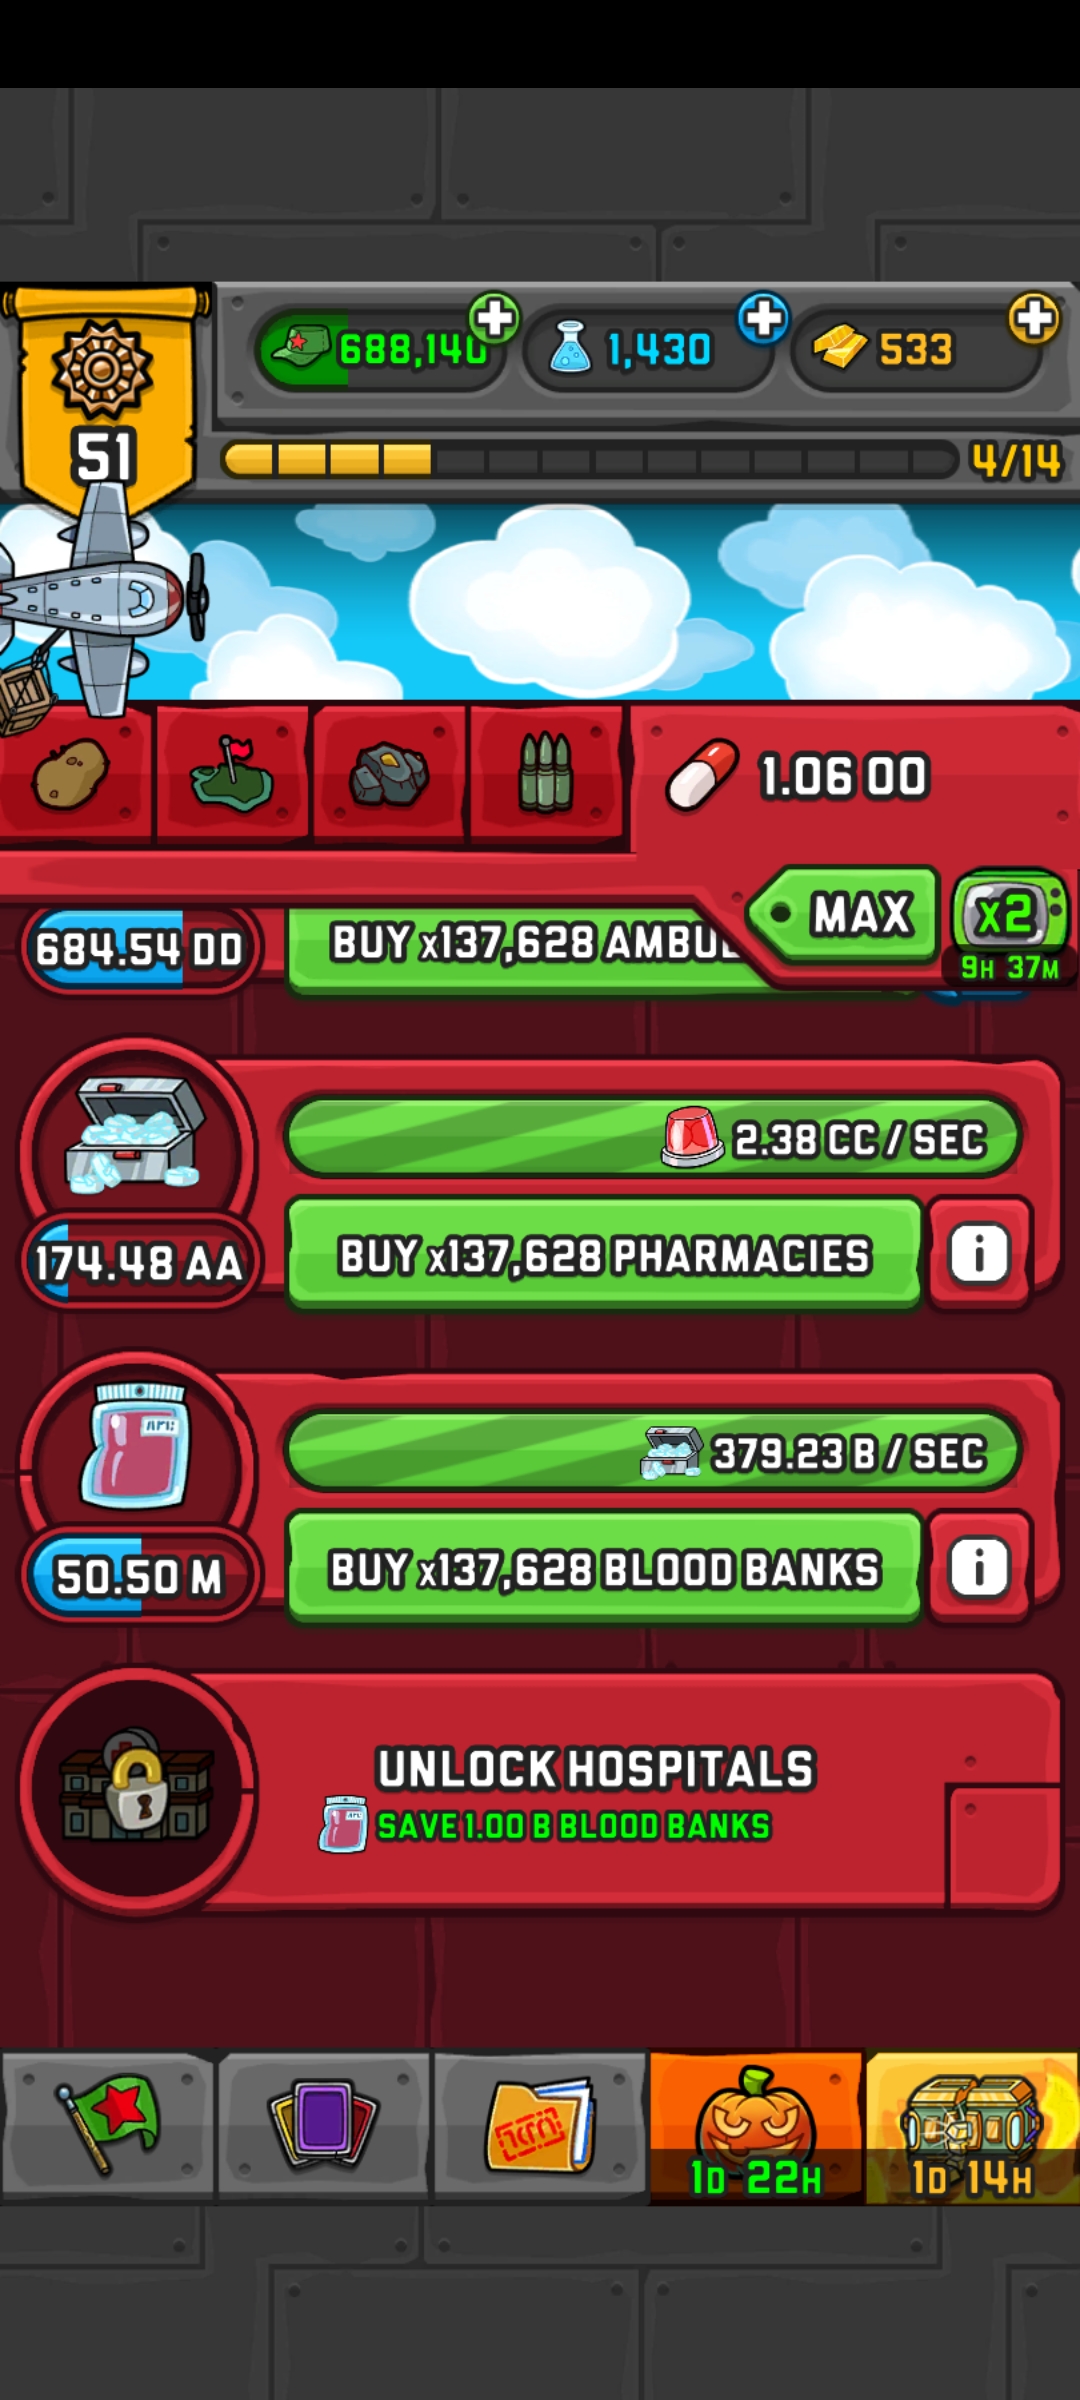 688,140
1,430
533
51
4/14
1.06 OO
MAX
x2
9H 37M
684.54 DD
BUY x137,628
2.38 CC / SEC
174.48 AA
BUY x137,628 PHARMACIES
i
379.23 B / SEC
50.50 M
BUY x137,628 BLOOD BANKS
i
UNLOCK HOSPITALS
SAVE 1.00 B BLOOD BANKS
1D 22H
1D 14H